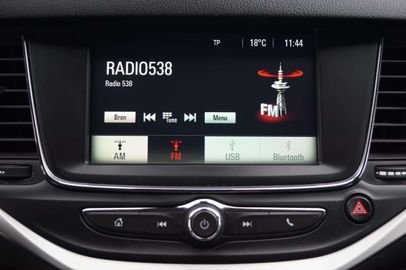 TP 18°C 11:44
RADIO538
Radio 538
FM
Bron Tune Menu
AM FM USB Bluetooth